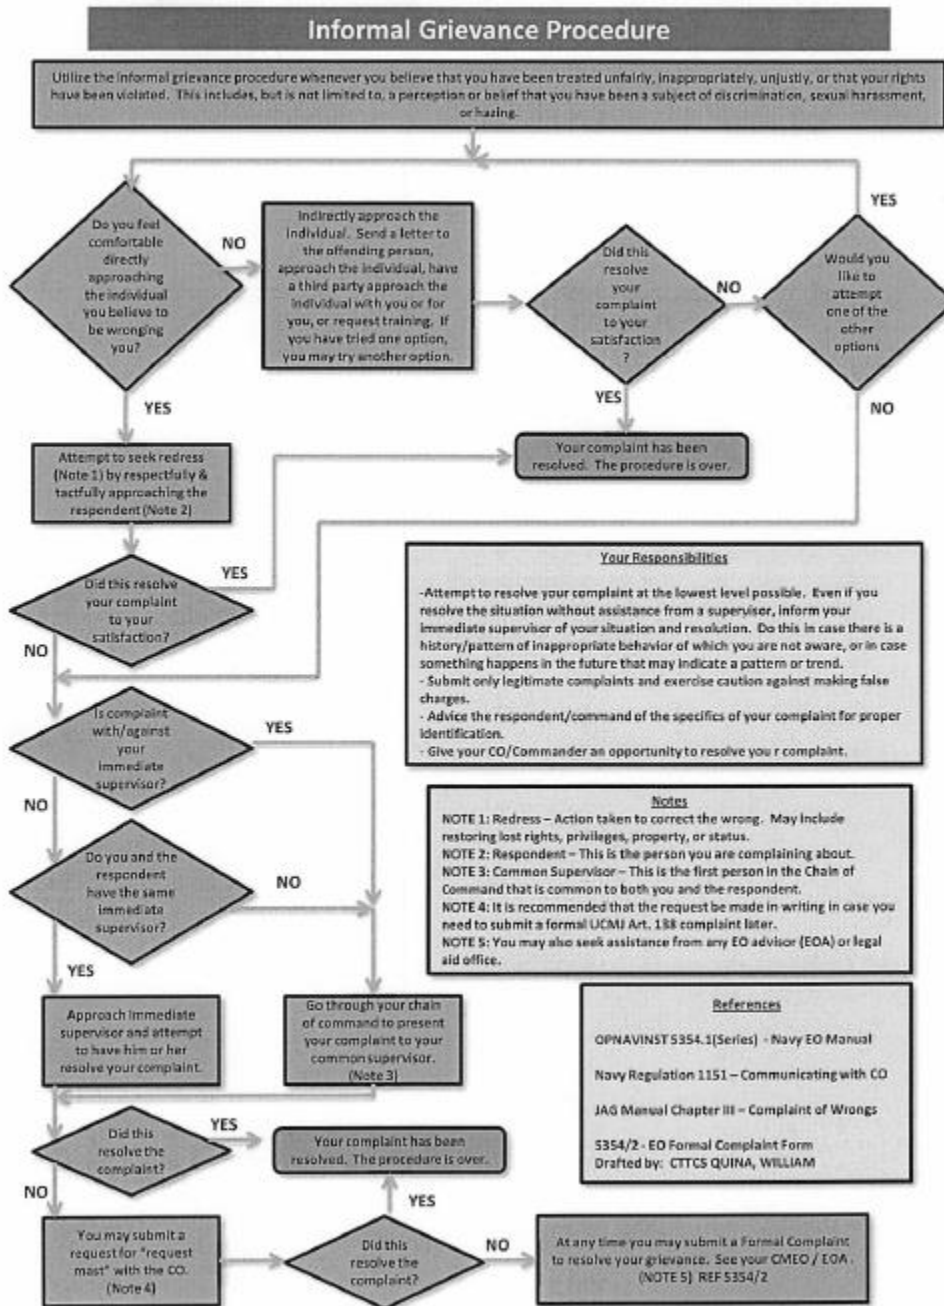 Informal Grievance Procedure
Utilize the informal grievance procedure whenever you believe that you have been treated unfairly, inappropriately, unjustly, or that your rights
have been violated. This includes, but is not limited to, a perception or belief that you have been a subject of discrimination, sexual harassment,
or hazing.
Do you feel
comfortable
directly
approaching
the individual
you believe to
be wronging
you?
NO
Indirectly approach the
individual. Send a letter to
the offending person,
approach the individual, have
a third party approach the
individual with you or for
you, or request training. If
you have tried one option,
you may try another option.
Did this
resolve
your
complaint
to your
satisfaction
?
NO
Would you
like to
attempt
one of the
other
options
YES
NO
YES
YES
Your complaint has been
resolved. The procedure is over.
Attempt to seek redress
(Note 1) by respectfully &
tactfully approaching the
respondent (Note 2)
Did this resolve
your complaint
to your
satisfaction?
YES
NO
Your Responsibilities
-Attempt to resolve your complaint at the lowest level possible. Even if you
resolve the situation without assistance from a supervisor, inform your
immediate supervisor of your situation and resolution. Do this in case there is a
history/pattern of inappropriate behavior of which you are not aware, or in case
something happens in the future that may indicate a pattern or trend.
- Submit only legitimate complaints and exercise caution against making false
charges.
- Advice the respondent/command of the specifics of your complaint for proper
identification.
- Give your CO/Commander an opportunity to resolve you r complaint.
Is complaint
with/against
your
immediate
supervisor?
YES
NO
Do you and the
respondent
have the same
immediate
supervisor?
NO
YES
Notes
NOTE 1: Redress – Action taken to correct the wrong. May include
restoring lost rights, privileges, property, or status.
NOTE 2: Respondent – This is the person you are complaining about.
NOTE 3: Common Supervisor – This is the first person in the Chain of
Command that is common to both you and the respondent.
NOTE 4: It is recommended that the request be made in writing in case you
need to submit a formal UCMJ Art. 138 complaint later.
NOTE 5: You may also seek assistance from any EO advisor (EOA) or legal
aid office.
Approach Immediate
supervisor and attempt
to have him or her
resolve your complaint.
Go through your chain
of command to present
your complaint to your
common supervisor.
(Note 3)
References
OPNAVINST 5354.1(Series) - Navy EO Manual
Navy Regulation 1151 – Communicating with CO
JAG Manual Chapter III – Complaint of Wrongs
5354/2 - EO Formal Complaint Form
Drafted by: CTTCS QUINA, WILLIAM
Did this
resolve the
complaint?
YES
Your complaint has been
resolved. The procedure is over.
NO
YES
You may submit a
request for "request
mast" with the CO.
(Note 4)
Did this
resolve the
complaint?
NO
At any time you may submit a Formal Complaint
to resolve your grievance. See your CMEO / EOA.
(NOTE 5) REF 5354/2